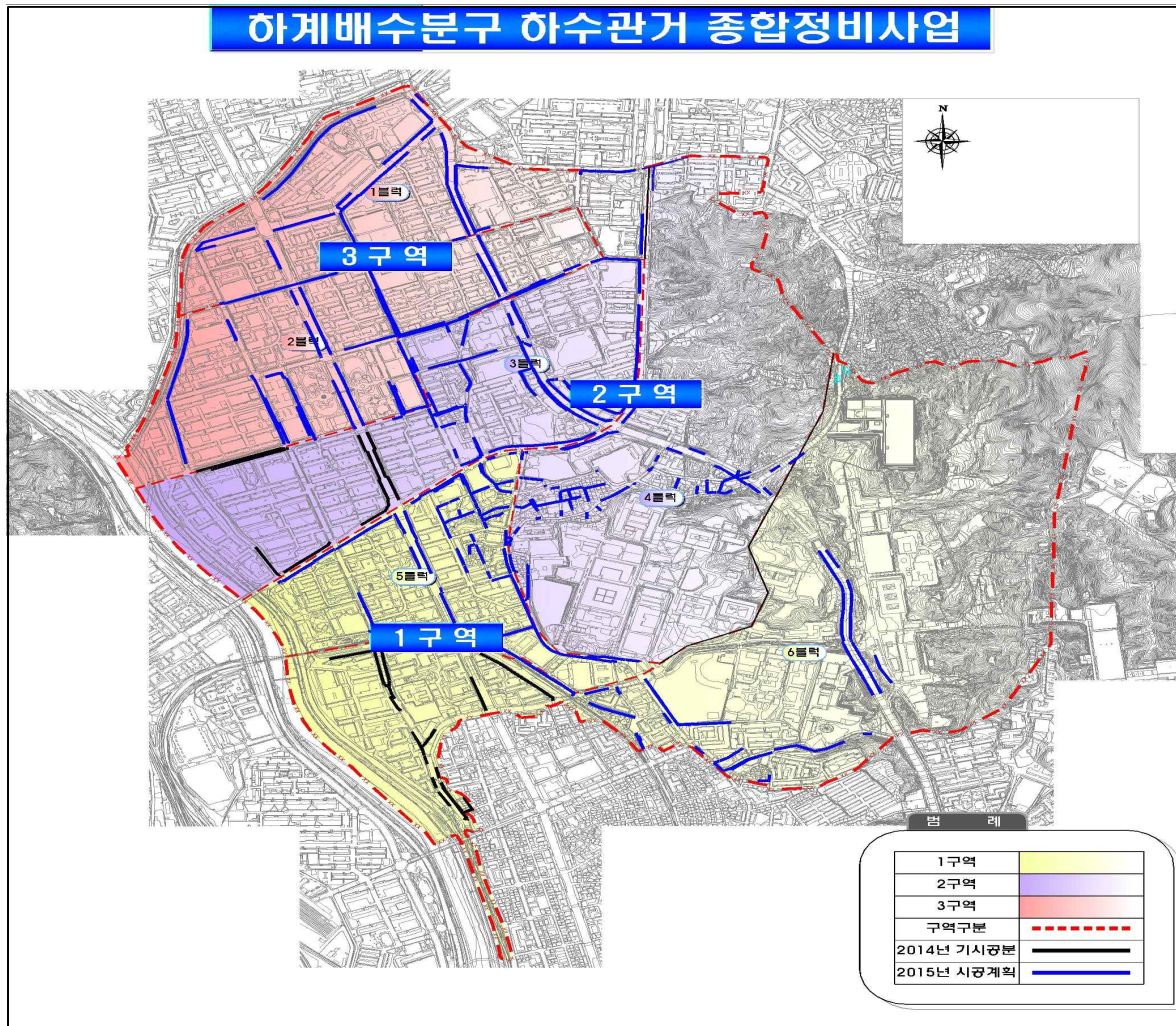 하계배수분구 하수관거 종합정비사업
N
1블럭
3구역
2블럭
3블럭
2구역
4블럭
5블럭
1구역
6블럭
범 례
1구역
2구역
3구역
구역구분
2014년 기시공분
2015년 시공계획